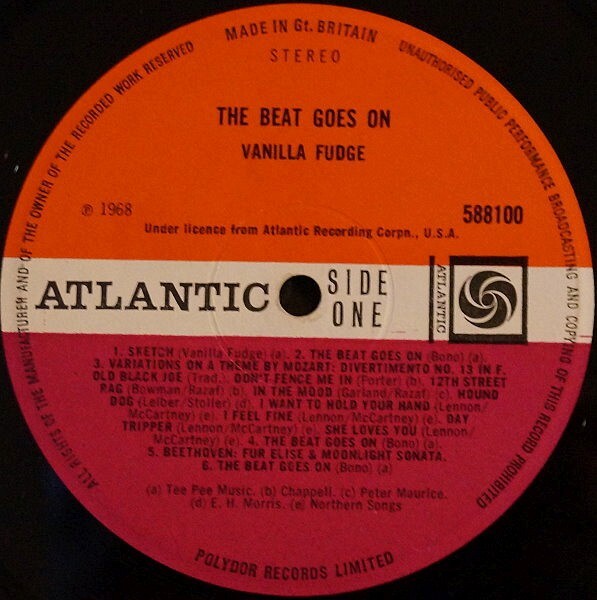 MADE IN Gt. BRITAIN
STEREO
THE BEAT GOES ON
VANILLA FUDGE
℗ 1968
588100
Under licence from Atlantic Recording Corpn., U.S.A.
ATLANTIC
SIDE
ONE
ATLANTIC
1. SKETCH (Vanilla Fudge) (a). 2. THE BEAT GOES ON (Bono) (a).
3. VARIATIONS ON A THEME BY MOZART: DIVERTIMENTO NO. 13 IN F.
OLD BLACK JOE (Trad.). DON'T FENCE ME IN (Porter) (b). 12TH STREET
RAG (Bowman/Razaf) (b). IN THE MOOD (Garland/Razaf) (c). HOUND
DOG (Leiber/Stoller) (d). I WANT TO HOLD YOUR HAND (Lennon/
McCartney) (e). I FEEL FINE (Lennon/McCartney) (e). DAY
TRIPPER (Lennon/McCartney) (e). SHE LOVES YOU (Lennon/
McCartney) (e). 4. THE BEAT GOES ON (Bono) (a).
5. BEETHOVEN: FUR ELISE & MOONLIGHT SONATA.
6. THE BEAT GOES ON (Bono) (a)
(a) Tee Pee Music. (b) Chappell. (c) Peter Maurice.
(d) E. H. Morris. (e) Northern Songs
POLYDOR RECORDS LIMITED
ALL RIGHTS OF THE MANUFACTURER AND OF THE OWNER OF THE RECORDED WORK RESERVED
UNAUTHORISED PUBLIC PERFORMANCE BROADCASTING AND COPYING OF THIS RECORD PROHIBITED